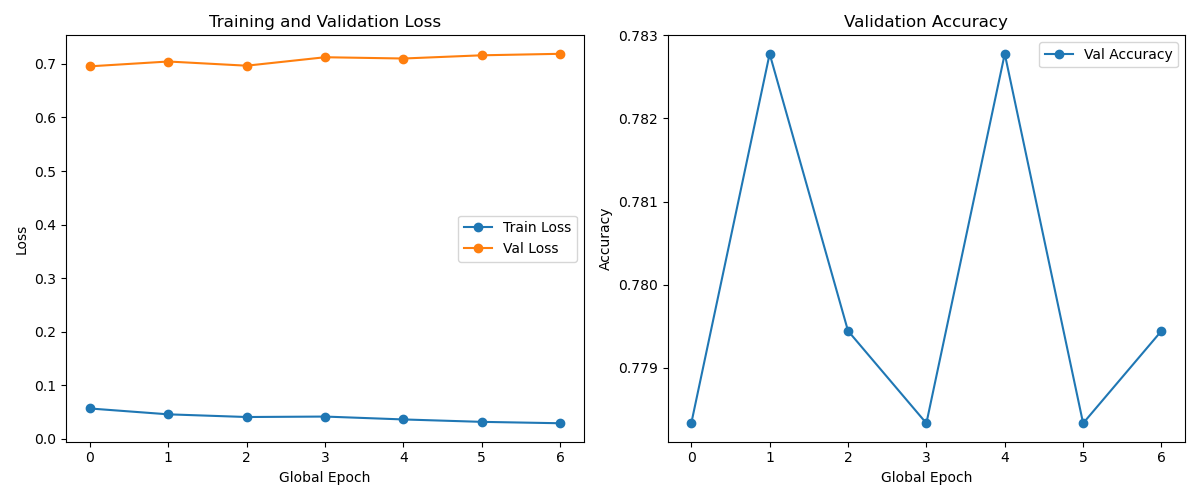 Training and Validation Loss
0.7
0.6
0.5
0.4
0.3
0.2
0.1
0.0
Loss
Train Loss
Val Loss
0 1 2 3 4 5 6
Global Epoch
Validation Accuracy
0.783
0.782
0.781
0.780
0.779
Accuracy
Val Accuracy
0 1 2 3 4 5 6
Global Epoch